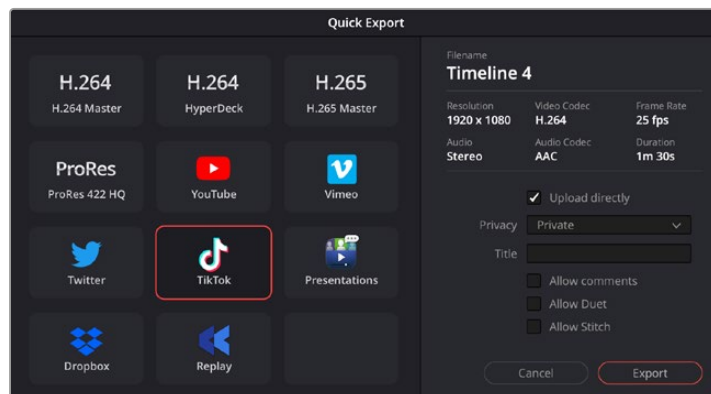 Quick Export
H.264
H.264 Master
H.264
HyperDeck
H.265
H.265 Master
ProRes
ProRes 422 HQ
YouTube
Vimeo
Twitter
TikTok
Presentations
Dropbox
Replay
Filename
Timeline 4
Resolution
1920 x 1080
Video Codec
H.264
Frame Rate
25 fps
Audio
Stereo
Audio Codec
AAC
Duration
1m 30s
Upload directly
Privacy
Private
Title
Allow comments
Allow Duet
Allow Stitch
Cancel
Export